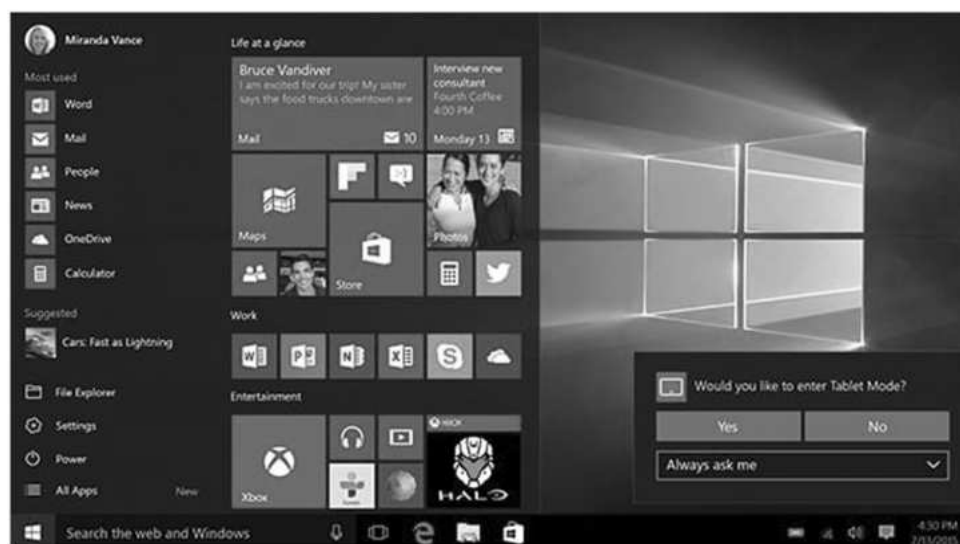 Miranda Vance
Most used
Word
Mail
People
News
OneDrive
Calculator
Suggested
Cars: Fast as Lightning
File Explorer
Settings
Power
All Apps New
Life at a glance
Bruce Vandiver
I am excited for our trip! My sister
says the food trucks downtown are
Mail 10
Interview new
consultant
Fourth Coffee
4:00 PM
Monday 13
Maps
Store
Photos
Work
Entertainment
Xbox
XBOX
HALO
Would you like to enter Tablet Mode?
Yes No
Always ask me
Search the web and Windows
4:30 PM